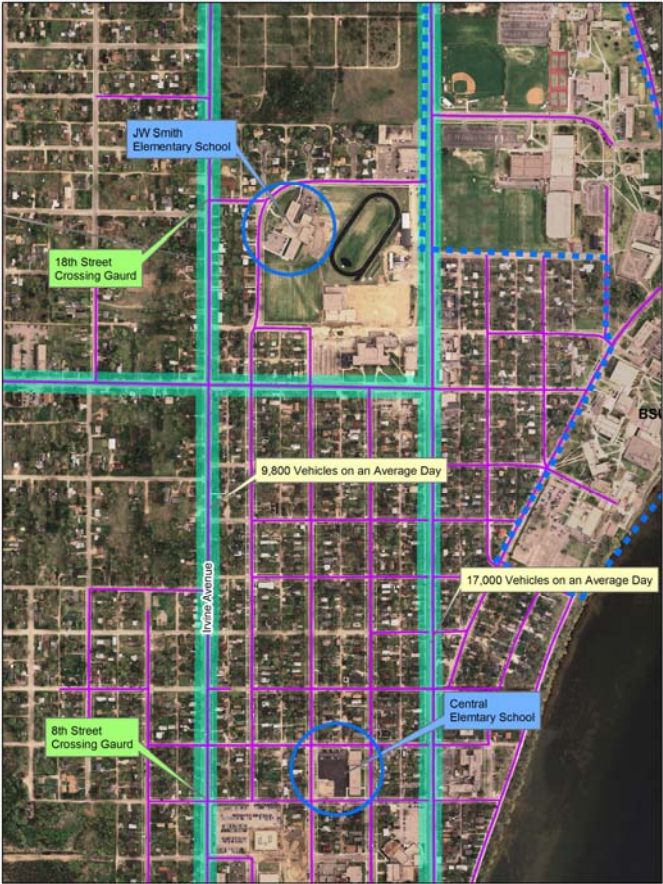 JW Smith
Elementary School
18th Street
Crossing Gaurd
BSU
9,800 Vehicles on an Average Day
17,000 Vehicles on an Average Day
Irvine Avenue
Central
Elemtary School
8th Street
Crossing Gaurd